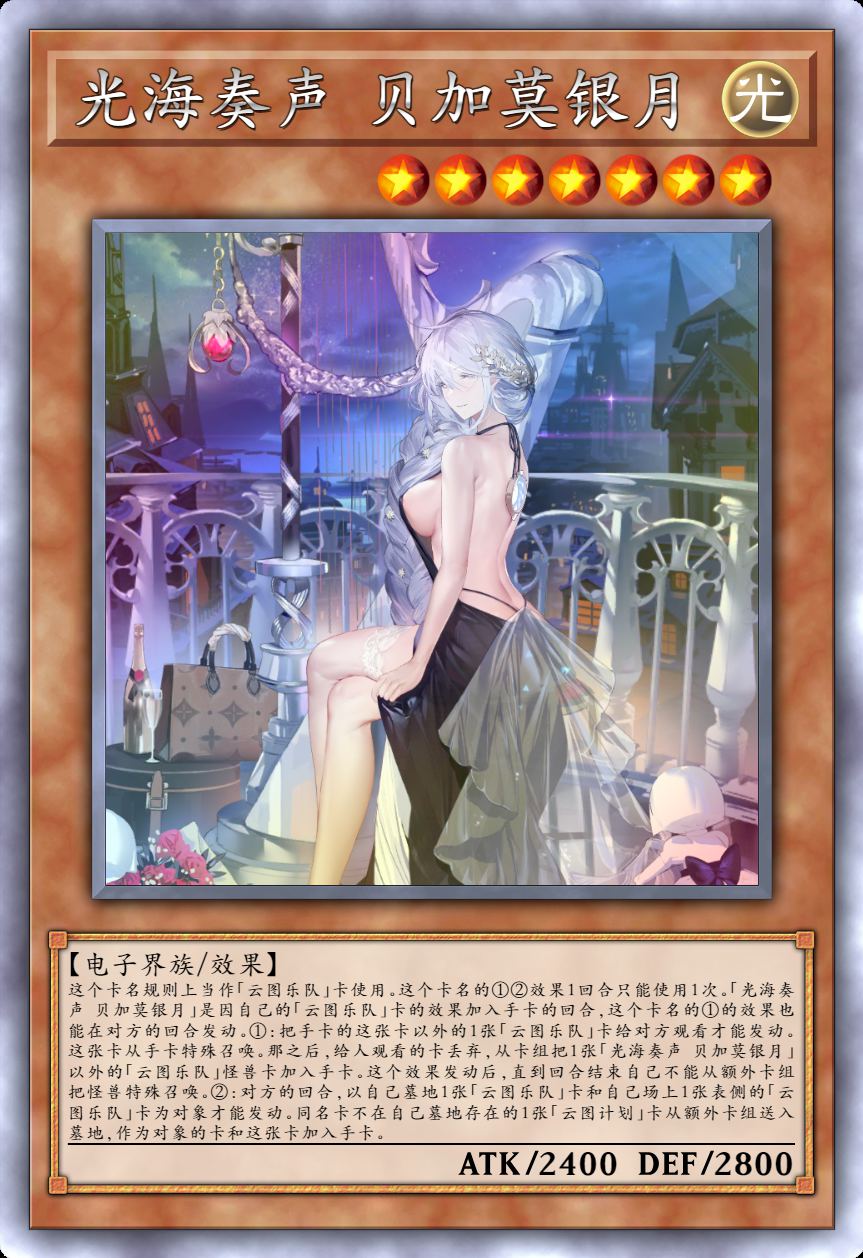 光海奏声 贝加莫银月
光
【电子界族/效果】
这个卡名规则上当作「云图乐队」卡使用。这个卡名的①②效果1回合只能使用1次。「光海奏
声 贝加莫银月」是因自己的「云图乐队」卡的效果加入手卡的回合，这个卡名的①的效果也
能在对方的回合发动。①：把手卡的这张卡以外的1张「云图乐队」卡给对方观看才能发动。
这张卡从手卡特殊召唤。那之后，给人观看的卡丢弃，从卡组把1张「光海奏声 贝加莫银月」
以外的「云图乐队」怪兽卡加入手卡。这个效果发动后，直到回合结束自己不能从额外卡组
把怪兽特殊召唤。②：对方的回合，以自己墓地1张「云图乐队」卡和自己场上1张表侧的「云
图乐队」卡为对象才能发动。同名卡不在自己墓地存在的1张「云图计划」卡从额外卡组送入
墓地，作为对象的卡和这张卡加入手卡。
ATK/2400 DEF/2800